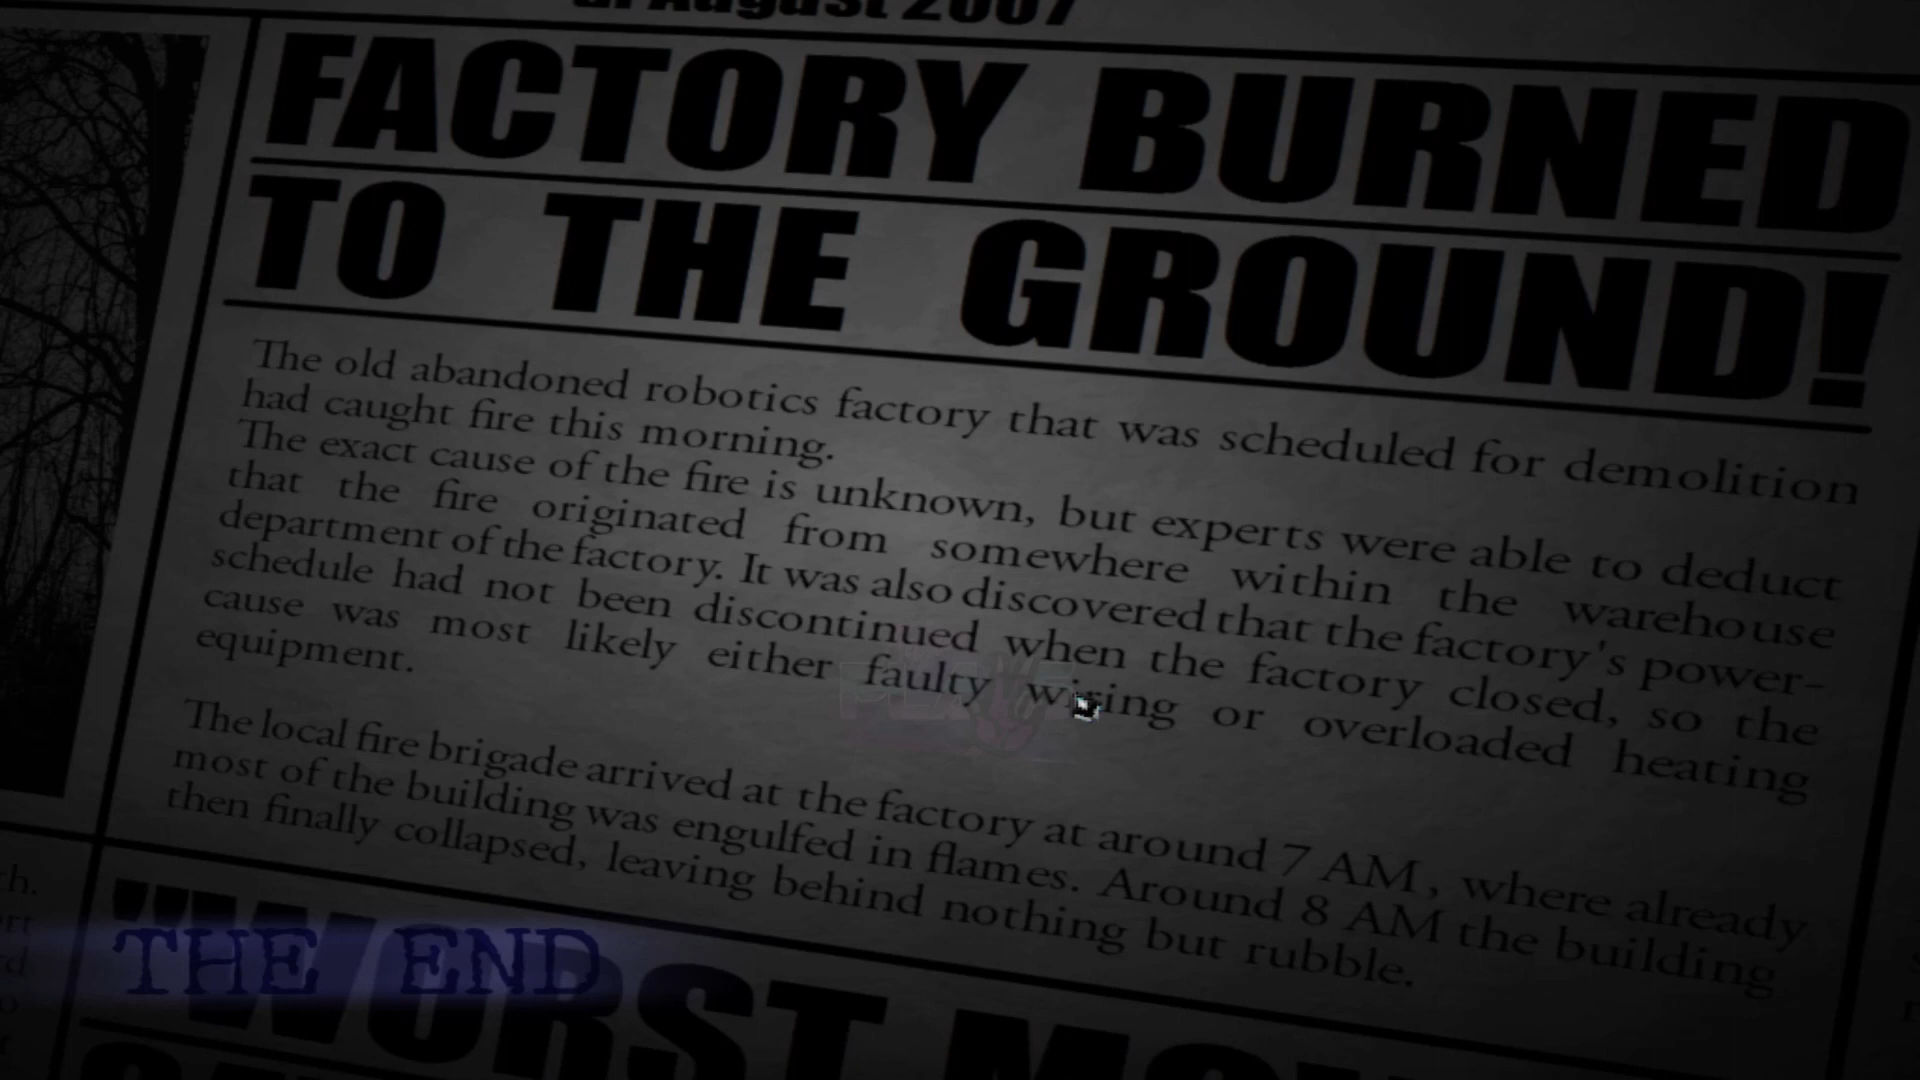 August 2007
FACTORY BURNED
TO THE GROUND!
The old abandoned robotics factory that was scheduled for demolition
had caught fire this morning.
The exact cause of the fire is unknown, but experts were able to deduct
that the fire originated from somewhere within the warehouse
department of the factory. It was also discovered that the factory's power-
schedule had not been discontinued when the factory closed, so the
cause was most likely either faulty wiring or overloaded heating
equipment.
The local fire brigade arrived at the factory at around 7 AM, where already
most of the building was engulfed in flames. Around 8 AM the building
then finally collapsed, leaving behind nothing but rubble.
THE END
"WORST